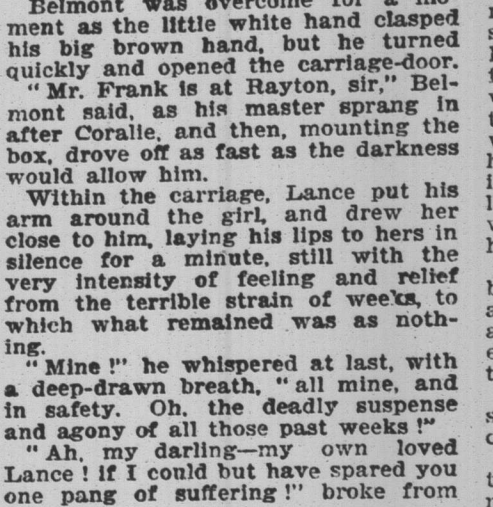 Belmont was overcome for a mo-
ment as the little white hand clasped
his big brown hand, but he turned
quickly and opened the carriage-door.
"Mr. Frank is at Rayton, sir," Bel-
mont said, as his master sprang in
after Coralie, and then, mounting the
box, drove off as fast as the darkness
would allow him.
Within the carriage, Lance put his
arm around the girl, and drew her
close to him, laying his lips to hers in
silence for a minute, still with the
very intensity of feeling and relief
from the terrible strain of weeks, to
which what remained was as noth-
ing.
"Mine!" he whispered at last, with
a deep-drawn breath, "all mine, and
in safety. Oh, the deadly suspense
and agony of all those past weeks!"
"Ah, my darling—my own loved
Lance! if I could but have spared you
one pang of suffering!" broke from